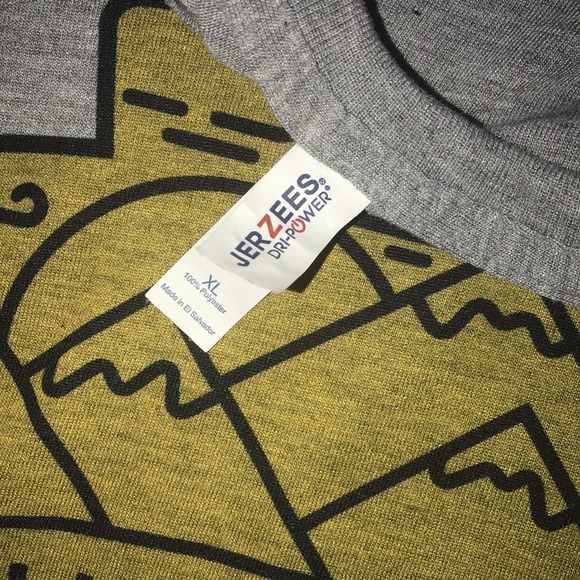 JERZEES®
DRI-POWER®
XL
100% Polyester
Made in El Salvador